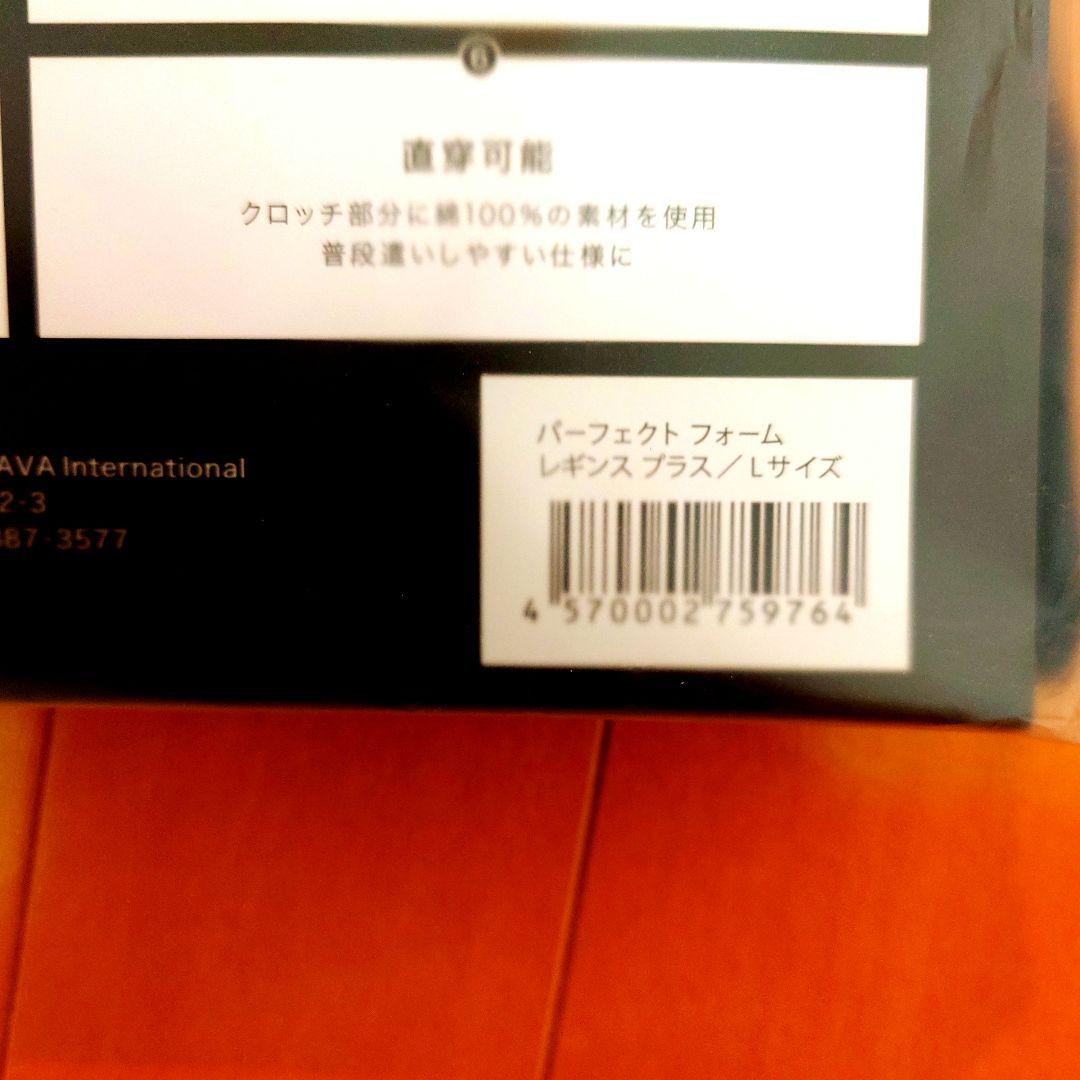 6
直穿可能
クロッチ部分に綿100%の素材を使用
普段遣いしやすい仕様に
AVA International
2-3
387-3577
パーフェクト フォーム
レギンス プラス／Lサイズ
4 570002 759764